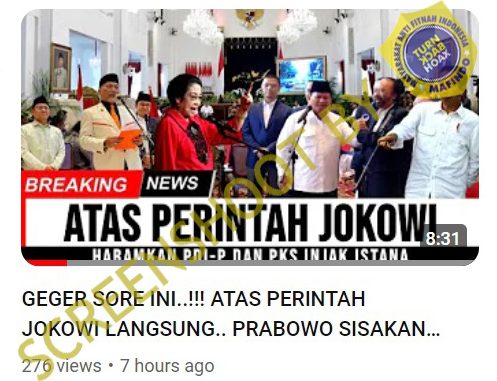 MASYARAKAT ANTI FITNAH INDONESIA
TURN
BACK
HOAX
MAFINDO
BREAKING NEWS
ATAS PERINTAH JOKOWI
HARAMKAN PDI-P DAN PKS INJAK ISTANA
8:31
SCREENSHOOT BY
GEGER SORE INI..!!! ATAS PERINTAH
JOKOWI LANGSUNG.. PRABOWO SISAKAN...
276 views • 7 hours ago